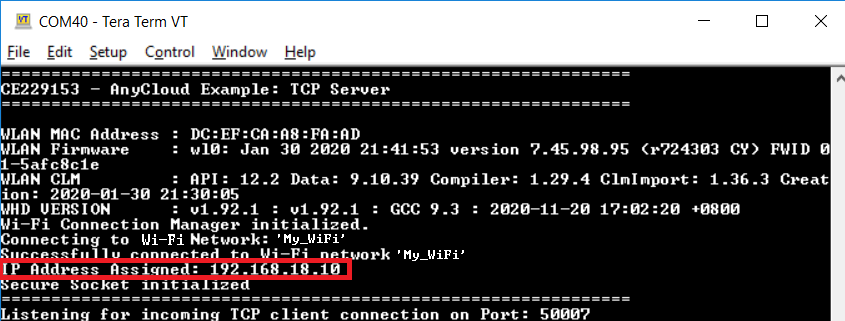 COM40 - Tera Term VT
File Edit Setup Control Window Help
===============================================================
CE229153 - AnyCloud Example: TCP Server
===============================================================
WLAN MAC Address : DC:EF:CA:A8:FA:AD
WLAN Firmware : wl0: Jan 30 2020 21:41:53 version 7.45.98.95 (r724303 CY) FWID 0
1-5afc8c1e
WLAN CLM : API: 12.2 Data: 9.10.39 Compiler: 1.29.4 ClmImport: 1.36.3 Creat
ion: 2020-01-30 21:30:05
WHD VERSION : v1.92.1 : v1.92.1 : GCC 9.3 : 2020-11-20 17:02:20 +0800
Wi-Fi Connection Manager initialized.
Connecting to Wi-Fi Network: 'My_WiFi'
Successfully connected to Wi-Fi network 'My_WiFi'
IP Address Assigned: 192.168.18.10
Secure Socket initialized
===============================================================
Listening for incoming TCP client connection on Port: 50007